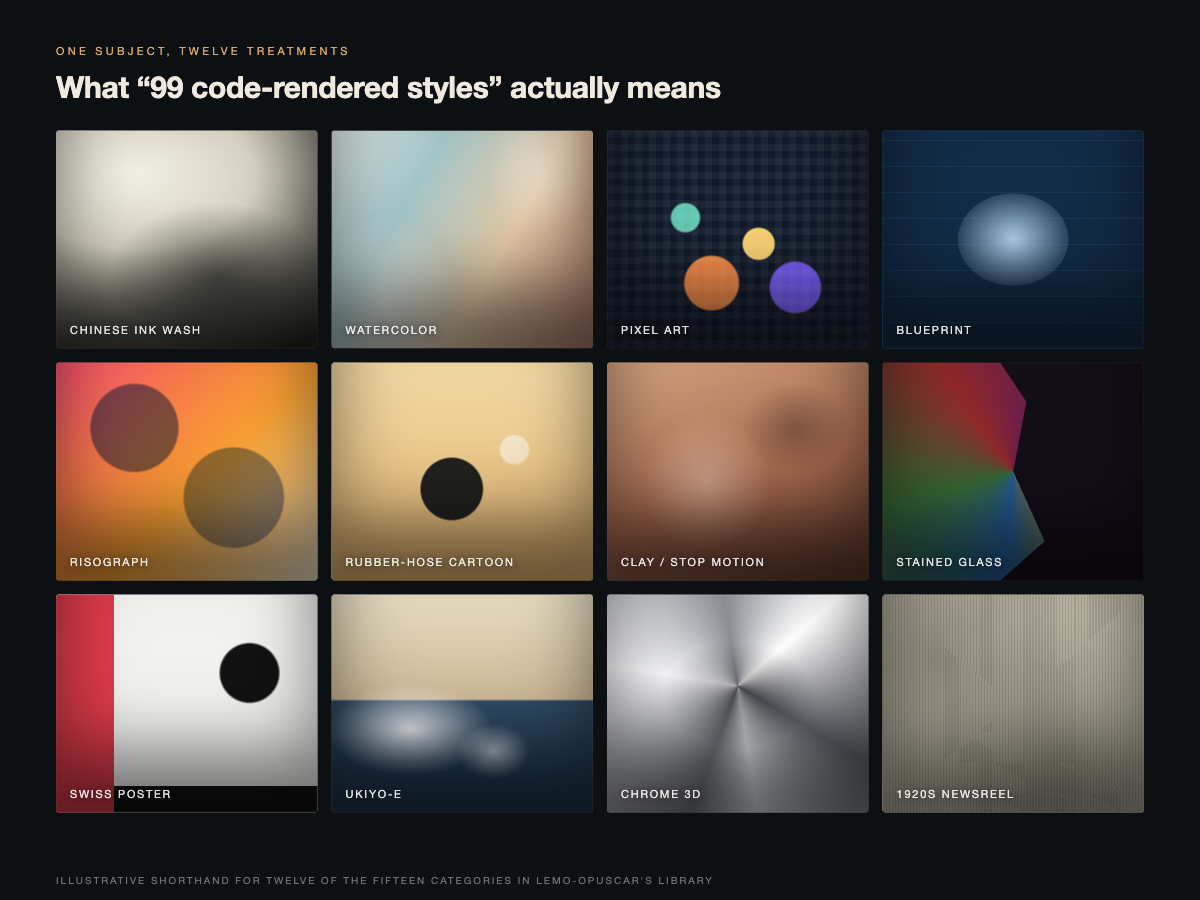 ONE SUBJECT, TWELVE TREATMENTS
What “99 code-rendered styles” actually means
CHINESE INK WASH
WATERCOLOR
PIXEL ART
BLUEPRINT
RISOGRAPH
RUBBER-HOSE CARTOON
CLAY / STOP MOTION
STAINED GLASS
SWISS POSTER
UKIYO-E
CHROME 3D
1920S NEWSREEL
ILLUSTRATIVE SHORTHAND FOR TWELVE OF THE FIFTEEN CATEGORIES IN LEMO-OPUSCAR'S LIBRARY